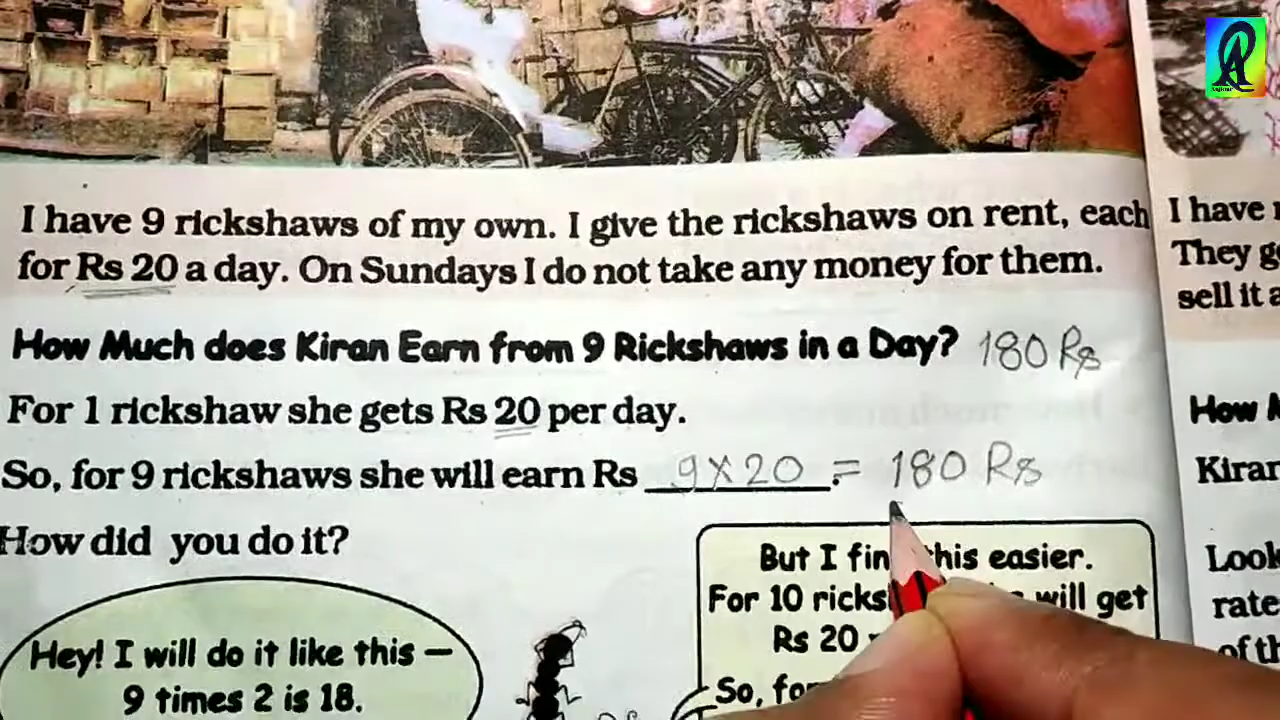 I have 9 rickshaws of my own. I give the rickshaws on rent, each
for Rs 20 a day. On Sundays I do not take any money for them.
How Much does Kiran Earn from 9 Rickshaws in a Day? 180 Rs
For 1 rickshaw she gets Rs 20 per day.
So, for 9 rickshaws she will earn Rs 9×20 = 180 Rs
How did you do it?
Hey! I will do it like this —
9 times 2 is 18.
But I find this easier.
For 10 ricks will get
Rs 20
So, for
I have
They
sell it
How
Kiran
Look
rate